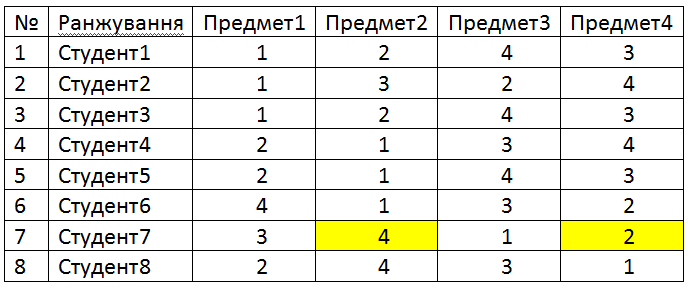 № Ранжування Предмет1 Предмет2 Предмет3 Предмет4
1 Студент1 1 2 4 3
2 Студент2 1 3 2 4
3 Студент3 1 2 4 3
4 Студент4 2 1 3 4
5 Студент5 2 1 4 3
6 Студент6 4 1 3 2
7 Студент7 3 4 1 2
8 Студент8 2 4 3 1